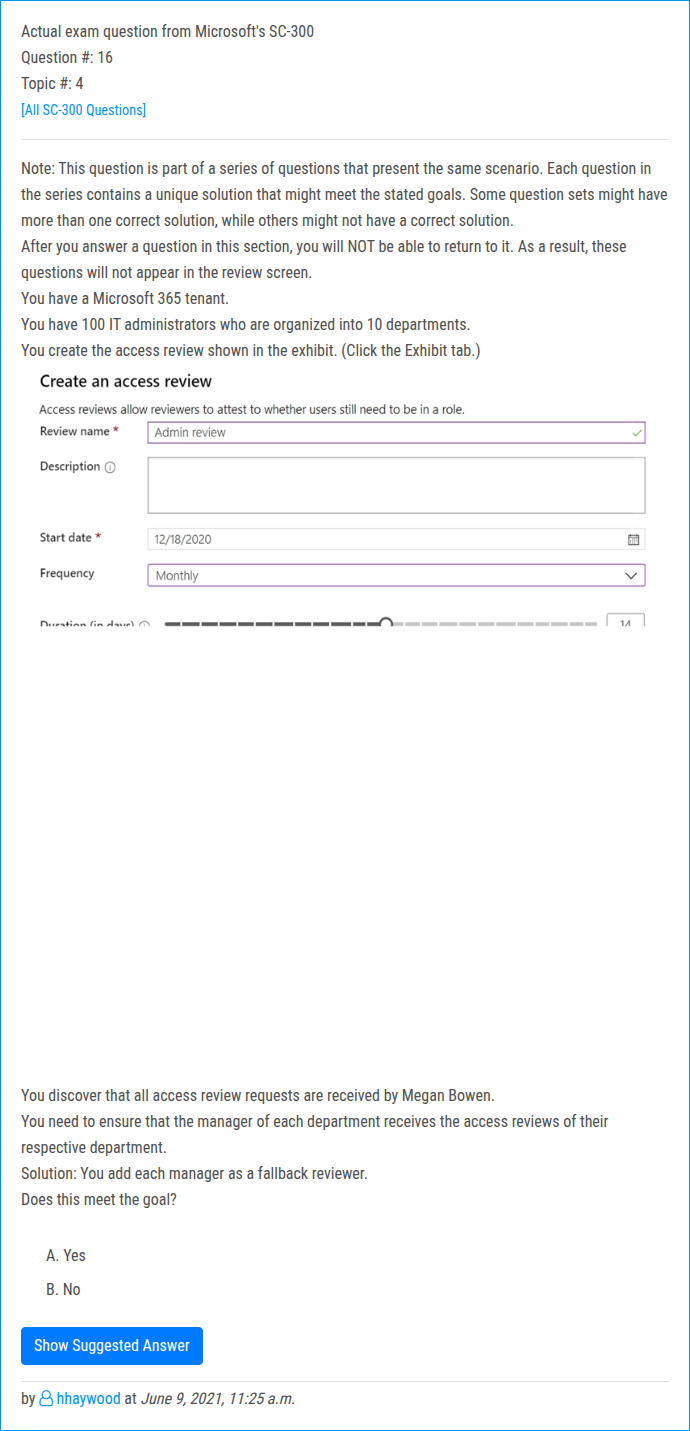 Actual exam question from Microsoft's SC-300
Question #: 16
Topic #: 4
[All SC-300 Questions]
Note: This question is part of a series of questions that present the same scenario. Each question in
the series contains a unique solution that might meet the stated goals. Some question sets might have
more than one correct solution, while others might not have a correct solution.
After you answer a question in this section, you will NOT be able to return to it. As a result, these
questions will not appear in the review screen.
You have a Microsoft 365 tenant.
You have 100 IT administrators who are organized into 10 departments.
You create the access review shown in the exhibit. (Click the Exhibit tab.)
Create an access review
Access reviews allow reviewers to attest to whether users still need to be in a role.
Review name * Admin review
Description
Start date * 12/18/2020
Frequency Monthly
Duration (in days) 14
You discover that all access review requests are received by Megan Bowen.
You need to ensure that the manager of each department receives the access reviews of their
respective department.
Solution: You add each manager as a fallback reviewer.
Does this meet the goal?
A. Yes
B. No
Show Suggested Answer
by hhaywood at June 9, 2021, 11:25 a.m.